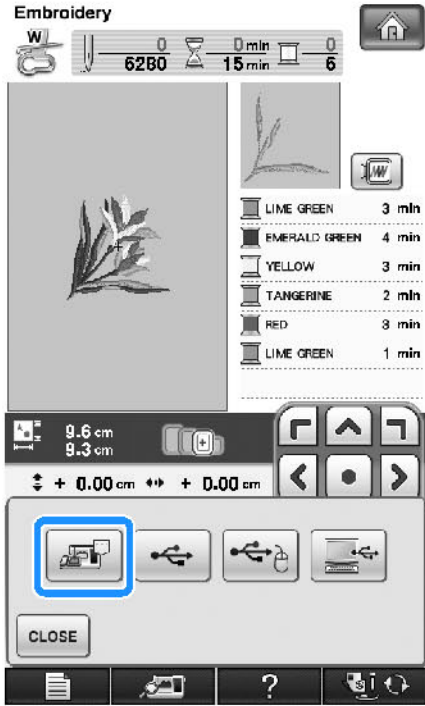 Embroidery
W
0 0 min 0
6280 15 min 6
LIME GREEN 3 min
EMERALD GREEN 4 min
YELLOW 3 min
TANGERINE 2 min
RED 3 min
LIME GREEN 1 min
9.6 cm
9.3 cm
+ 0.00 cm + 0.00 cm
CLOSE
?